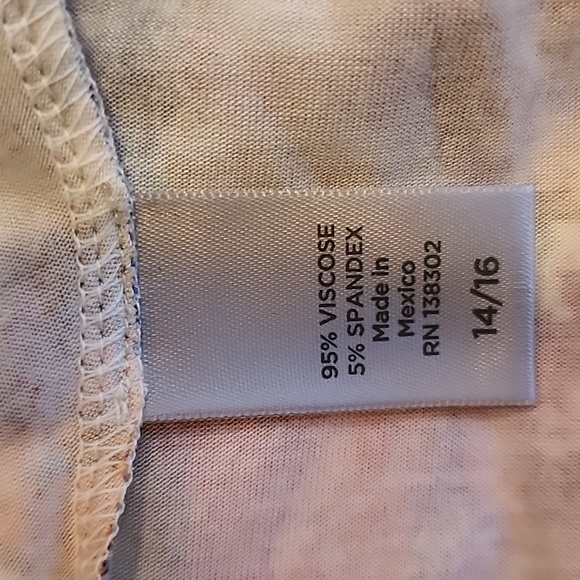 95% VISCOSE
5% SPANDEX
Made In
Mexico
RN 138302
14/16